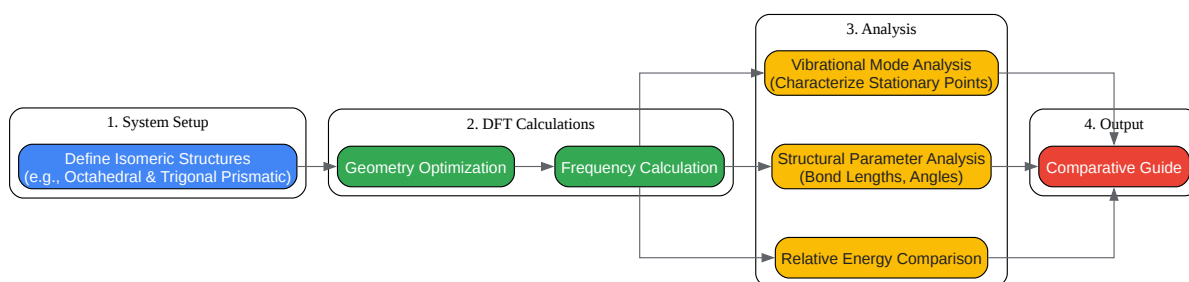 1. System Setup
Define Isomeric Structures
(e.g., Octahedral & Trigonal Prismatic)
2. DFT Calculations
Geometry Optimization
Frequency Calculation
3. Analysis
Vibrational Mode Analysis
(Characterize Stationary Points)
Structural Parameter Analysis
(Bond Lengths, Angles)
Relative Energy Comparison
4. Output
Comparative Guide